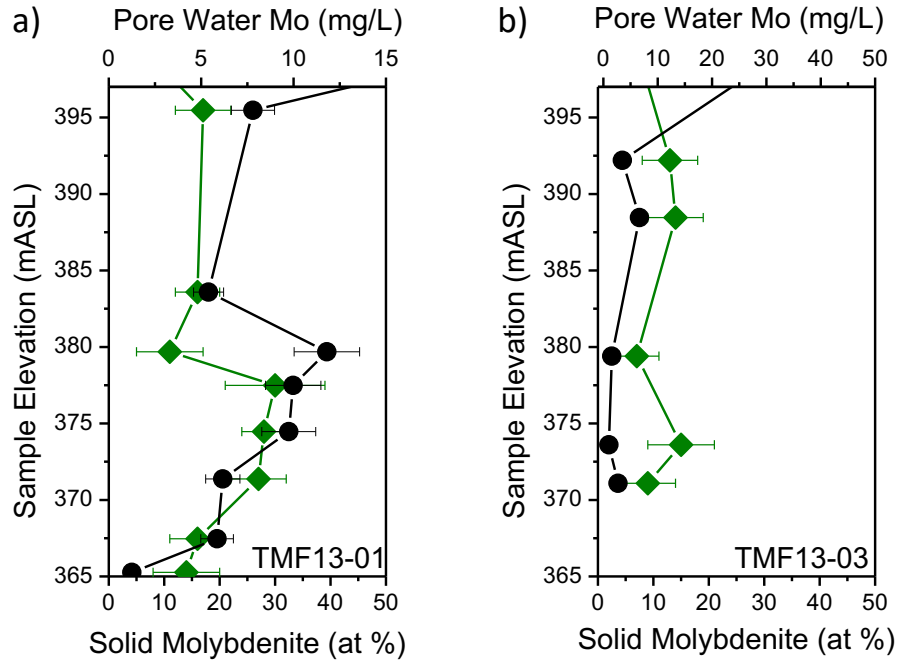 a)
Pore Water Mo (mg/L)
0 5 10 15
Sample Elevation (mASL)
395
390
385
380
375
370
365
TMF13-01
0 10 20 30 40 50
Solid Molybdenite (at %)
b)
Pore Water Mo (mg/L)
0 10 20 30 40 50
Sample Elevation (mASL)
395
390
385
380
375
370
365
TMF13-03
0 10 20 30 40 50
Solid Molybdenite (at %)